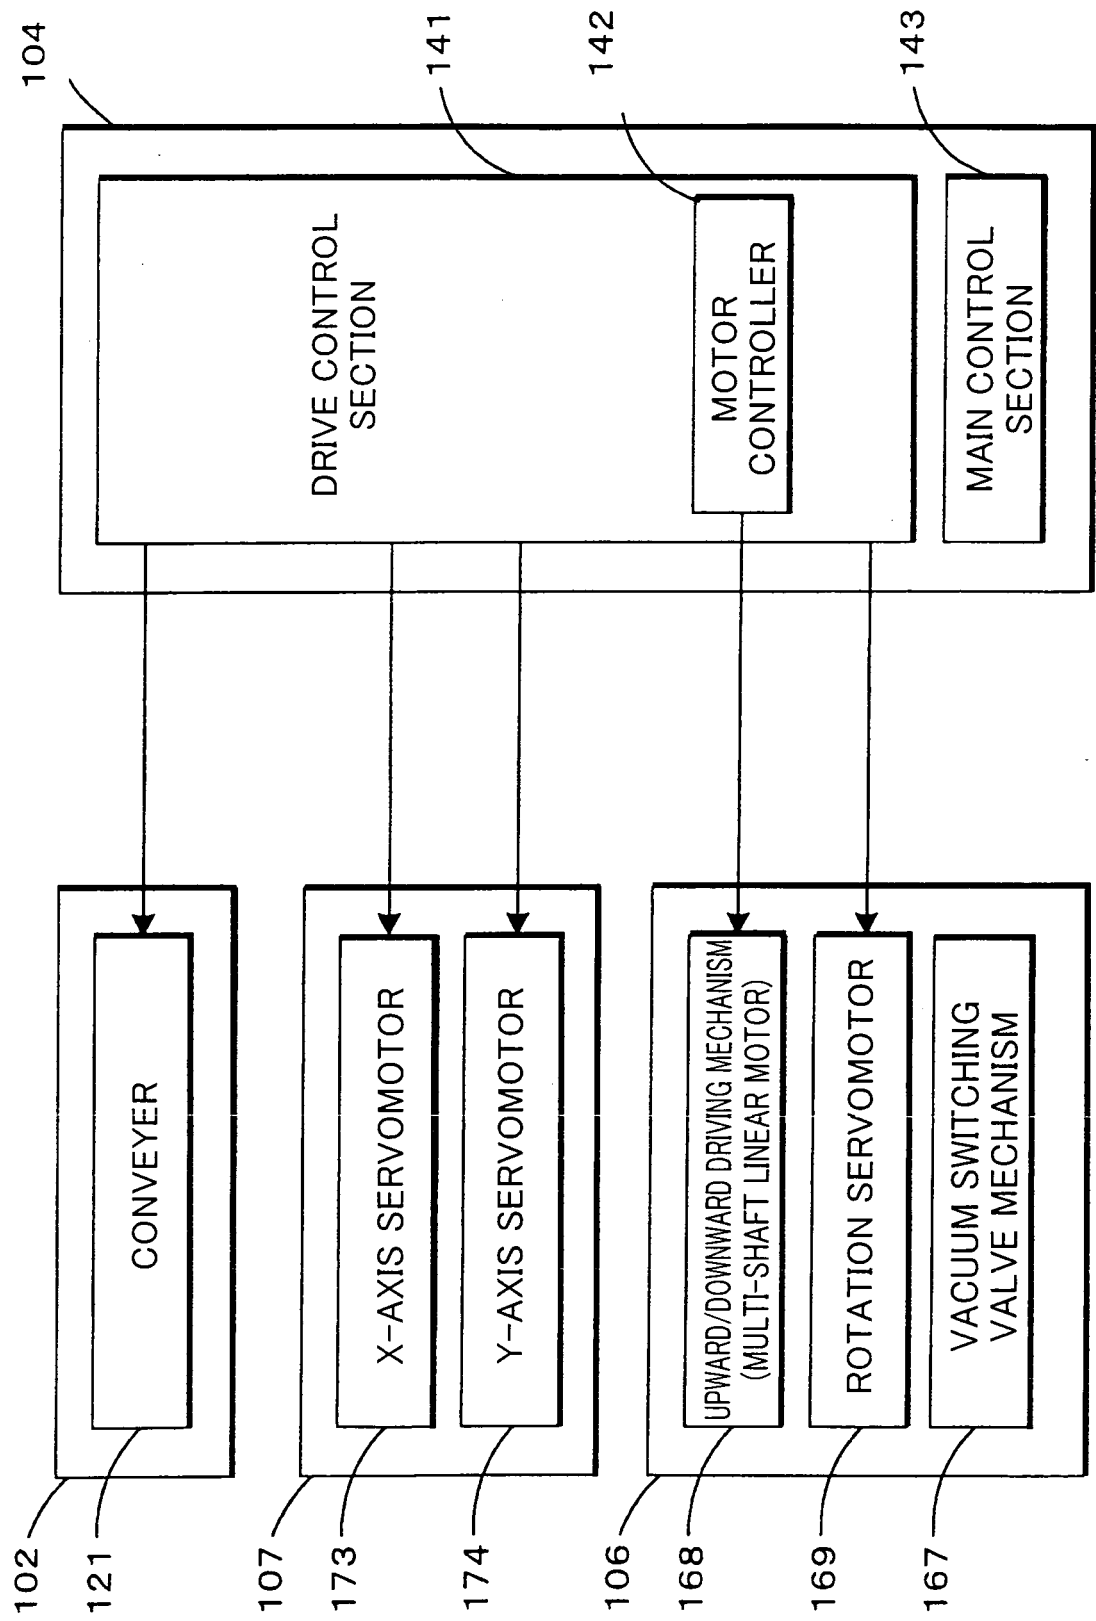 102
121
CONVEYER
107
173
X-AXIS SERVOMOTOR
174
Y-AXIS SERVOMOTOR
106
168
UPWARD/DOWNWARD DRIVING MECHANISM
(MULTI-SHAFT LINEAR MOTOR)
169
ROTATION SERVOMOTOR
167
VACUUM SWITCHING
VALVE MECHANISM
104
141
DRIVE CONTROL
SECTION
142
MOTOR
CONTROLLER
143
MAIN CONTROL
SECTION